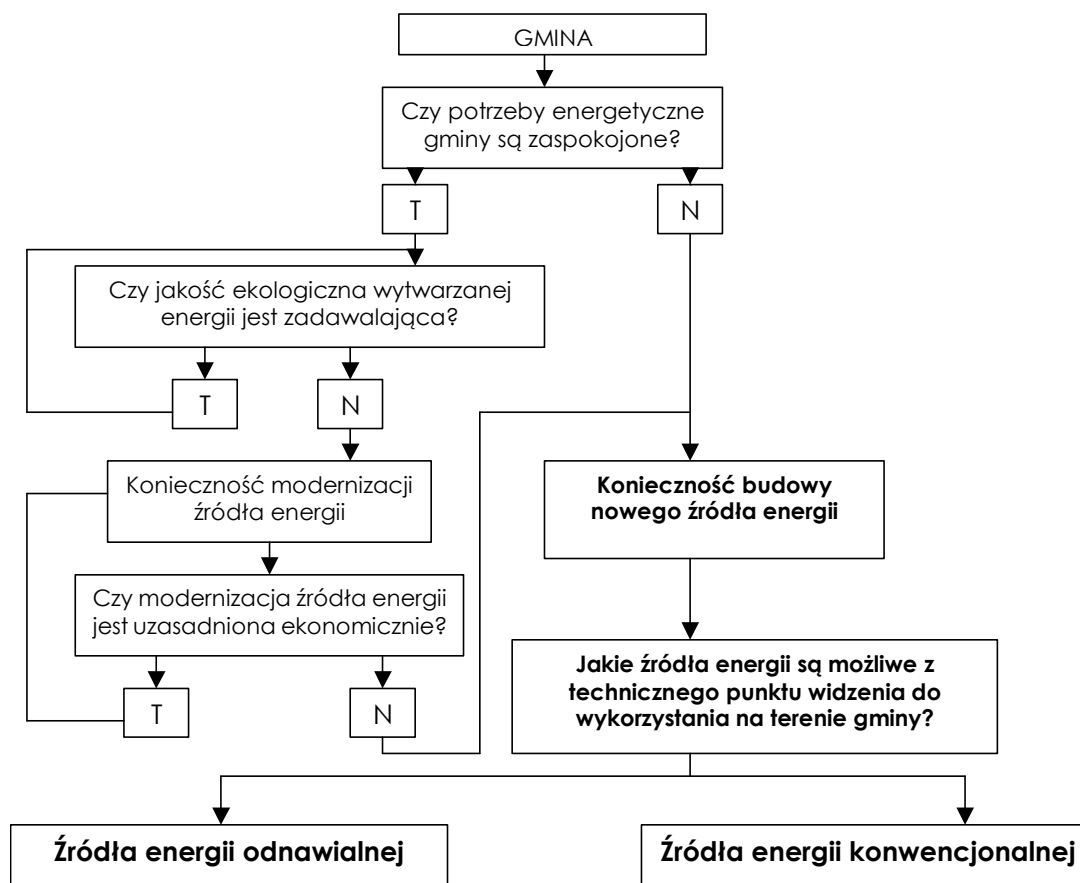 GMINA
Czy potrzeby energetyczne
gminy są zaspokojone?
T
N
Czy jakość ekologiczna wytwarzanej
energii jest zadawalająca?
T
N
Konieczność modernizacji
źródła energii
Konieczność budowy
nowego źródła energii
Czy modernizacja źródła energii
jest uzasadniona ekonomicznie?
T
N
Jakie źródła energii są możliwe z
technicznego punktu widzenia do
wykorzystania na terenie gminy?
Źródła energii odnawialnej
Źródła energii konwencjonalnej